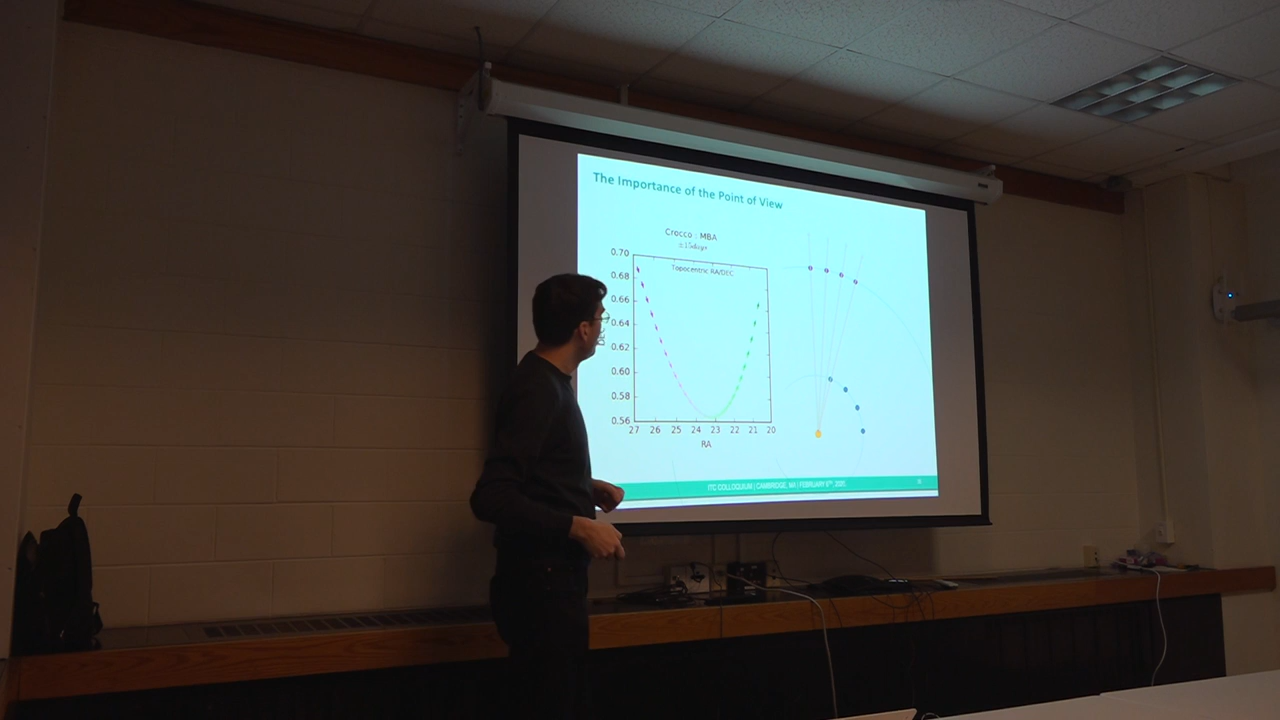 The Importance of the Point of View
Crocco : MBA
±15days
Topocentric RA/DEC
0.70
0.68
0.66
0.64
0.62
0.60
0.58
0.56
27 26 25 24 23 22 21 20
RA
ITC COLLOQUIUM | CAMBRIDGE, MA | FEBRUARY 6TH, 2025